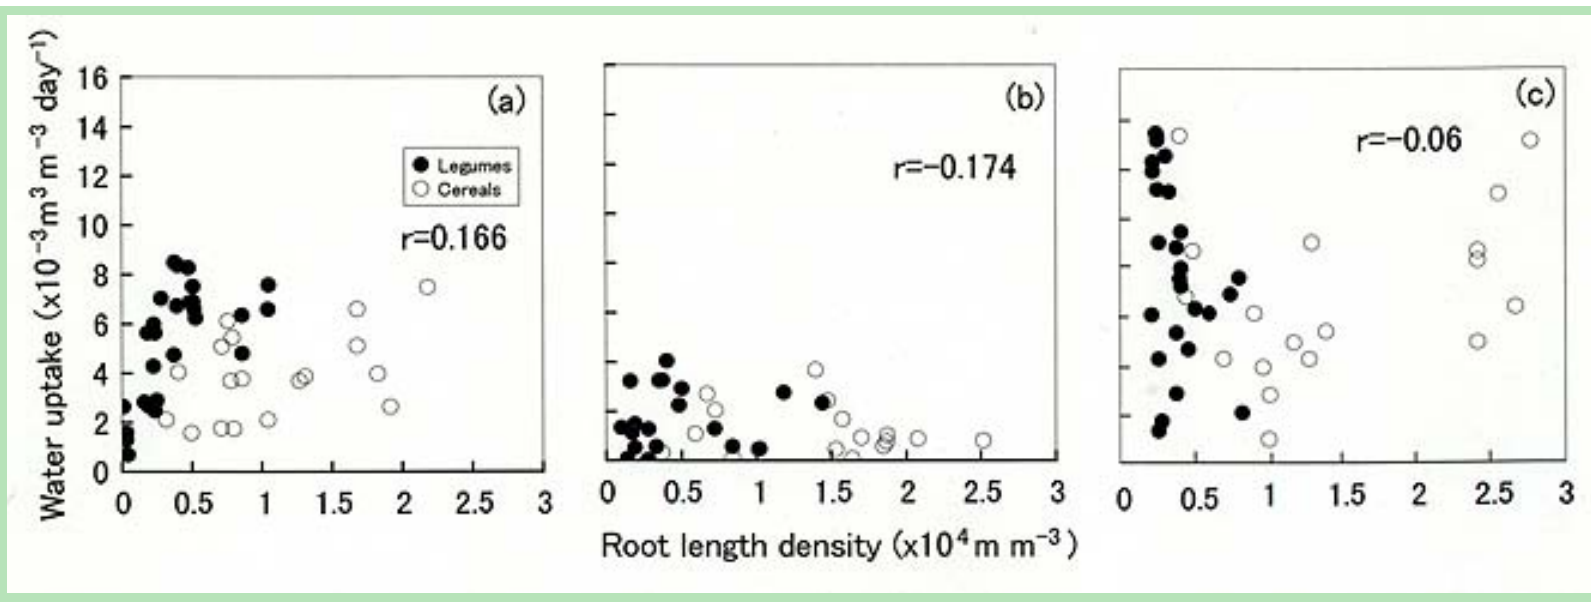 Water uptake (x10⁻³m³ m⁻³ day⁻¹)
16
14
12
10
8
6
4
2
0
(a)
Legumes
Cereals
r=0.166
0 0.5 1 1.5 2 2.5 3
(b)
r=-0.174
0 0.5 1 1.5 2 2.5 3
(c)
r=-0.06
0 0.5 1 1.5 2 2.5 3
Root length density (x10⁴m m⁻³)